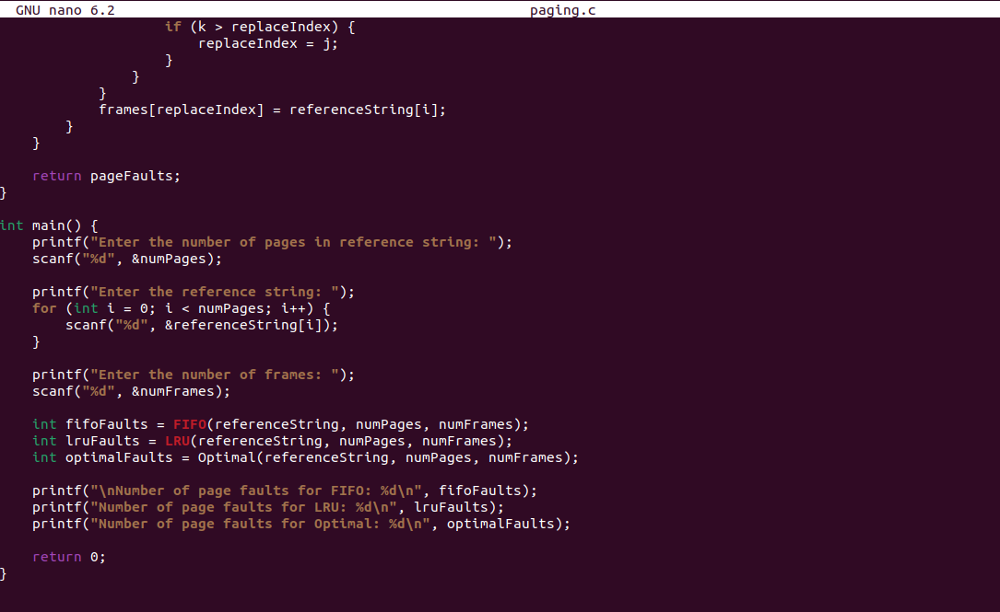 GNU nano 6.2 paging.c
                    if (k > replaceIndex) {
                        replaceIndex = j;
                    }
                }
            }
            frames[replaceIndex] = referenceString[i];
        }
    }

    return pageFaults;
}

int main() {
    printf("Enter the number of pages in reference string: ");
    scanf("%d", &numPages);

    printf("Enter the reference string: ");
    for (int i = 0; i < numPages; i++) {
        scanf("%d", &referenceString[i]);
    }

    printf("Enter the number of frames: ");
    scanf("%d", &numFrames);

    int fifoFaults = FIFO(referenceString, numPages, numFrames);
    int lruFaults = LRU(referenceString, numPages, numFrames);
    int optimalFaults = Optimal(referenceString, numPages, numFrames);

    printf("\nNumber of page faults for FIFO: %d\n", fifoFaults);
    printf("Number of page faults for LRU: %d\n", lruFaults);
    printf("Number of page faults for Optimal: %d\n", optimalFaults);

    return 0;
}